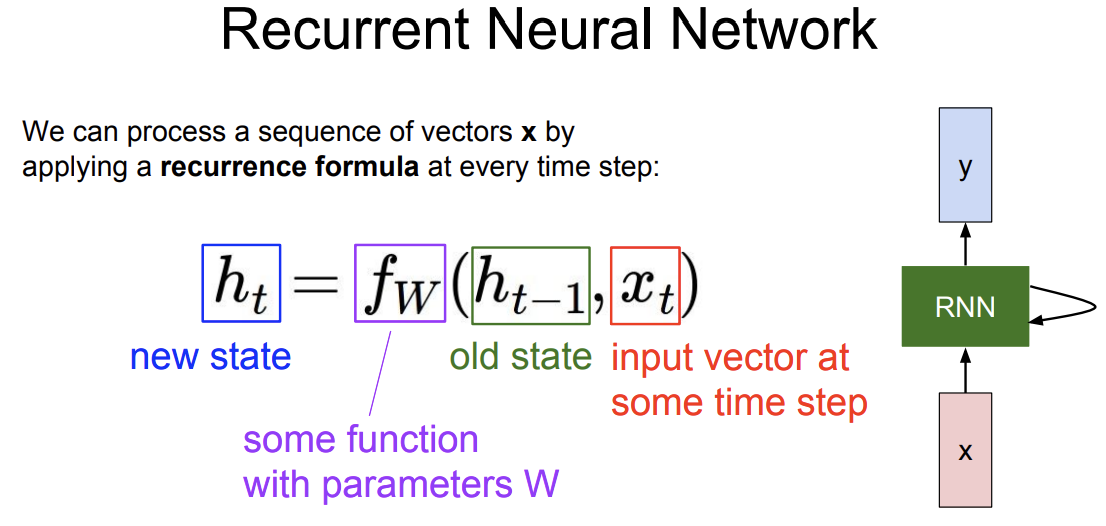 Recurrent Neural Network
We can process a sequence of vectors x by
applying a recurrence formula at every time step:
h_t = f_W(h_{t-1}, x_t)
new state
old state
input vector at
some time step
some function
with parameters W
y
RNN
x